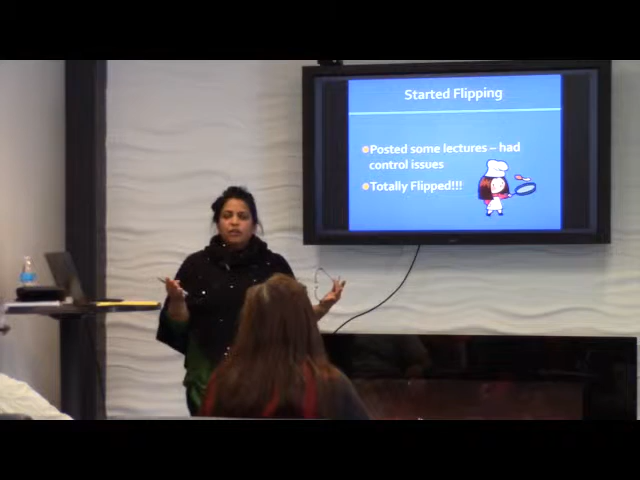 Started Flipping
Posted some lectures – had
control issues
Totally Flipped!!!